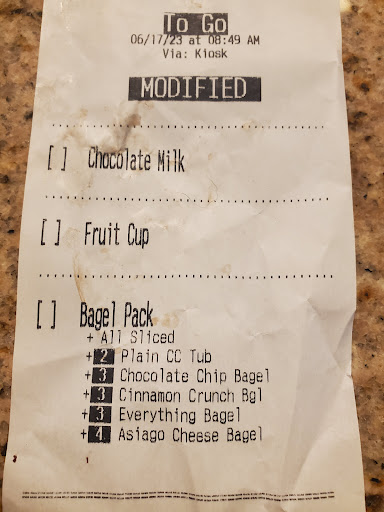 To Go
06/17/23 at 08:49 AM
Via: Kiosk
MODIFIED
[ ] Chocolate Milk
[ ] Fruit Cup
[ ] Bagel Pack
+ All Sliced
+ 2 Plain CC Tub
+ 3 Chocolate Chip Bagel
+ 3 Cinnamon Crunch Bgl
+ 3 Everything Bagel
+ 4 Asiago Cheese Bagel